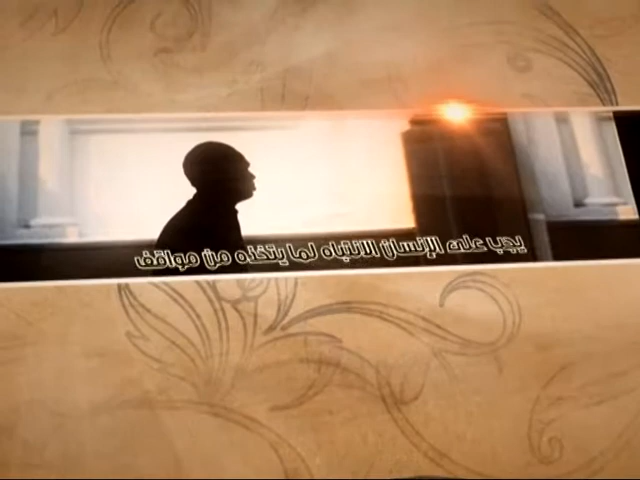 يجب على الإنسان الانتباه لما يتخذه من مواقف